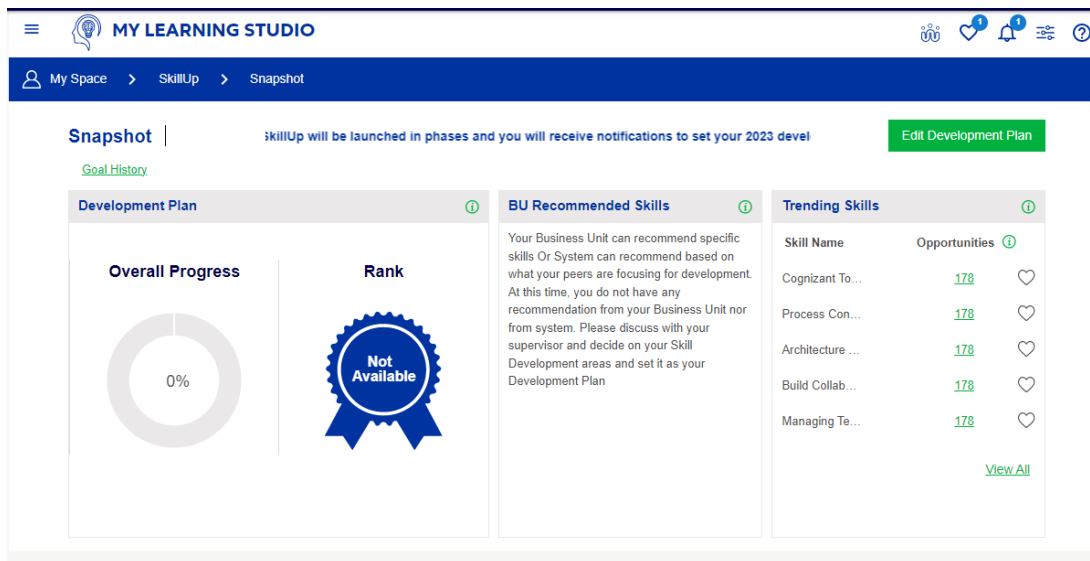 MY LEARNING STUDIO
1
1
My Space > SkillUp > Snapshot
Snapshot
SkillUp will be launched in phases and you will receive notifications to set your 2023 devel
Edit Development Plan
Goal History
Development Plan
Overall Progress
0%
Rank
Not
Available
BU Recommended Skills
Your Business Unit can recommend specific
skills Or System can recommend based on
what your peers are focusing for development.
At this time, you do not have any
recommendation from your Business Unit nor
from system. Please discuss with your
supervisor and decide on your Skill
Development areas and set it as your
Development Plan
Trending Skills
Skill Name Opportunities
Cognizant To... 178
Process Con... 178
Architecture ... 178
Build Collab... 178
Managing Te... 178
View All